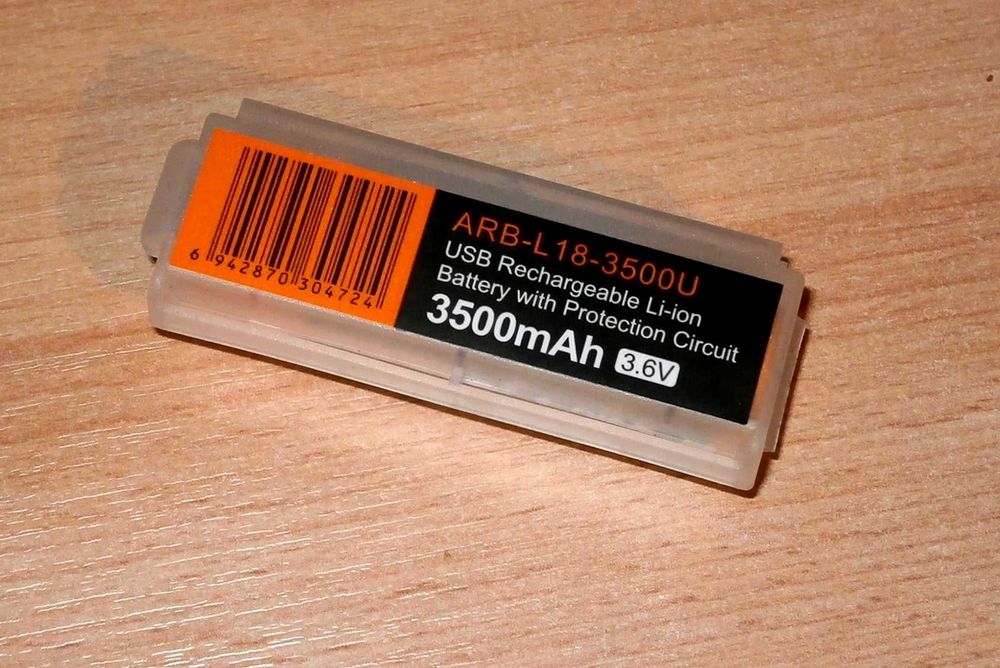 6 942870 304724
ARB-L18-3500U
USB Rechargeable Li-ion
Battery with Protection Circuit
3500mAh 3.6V